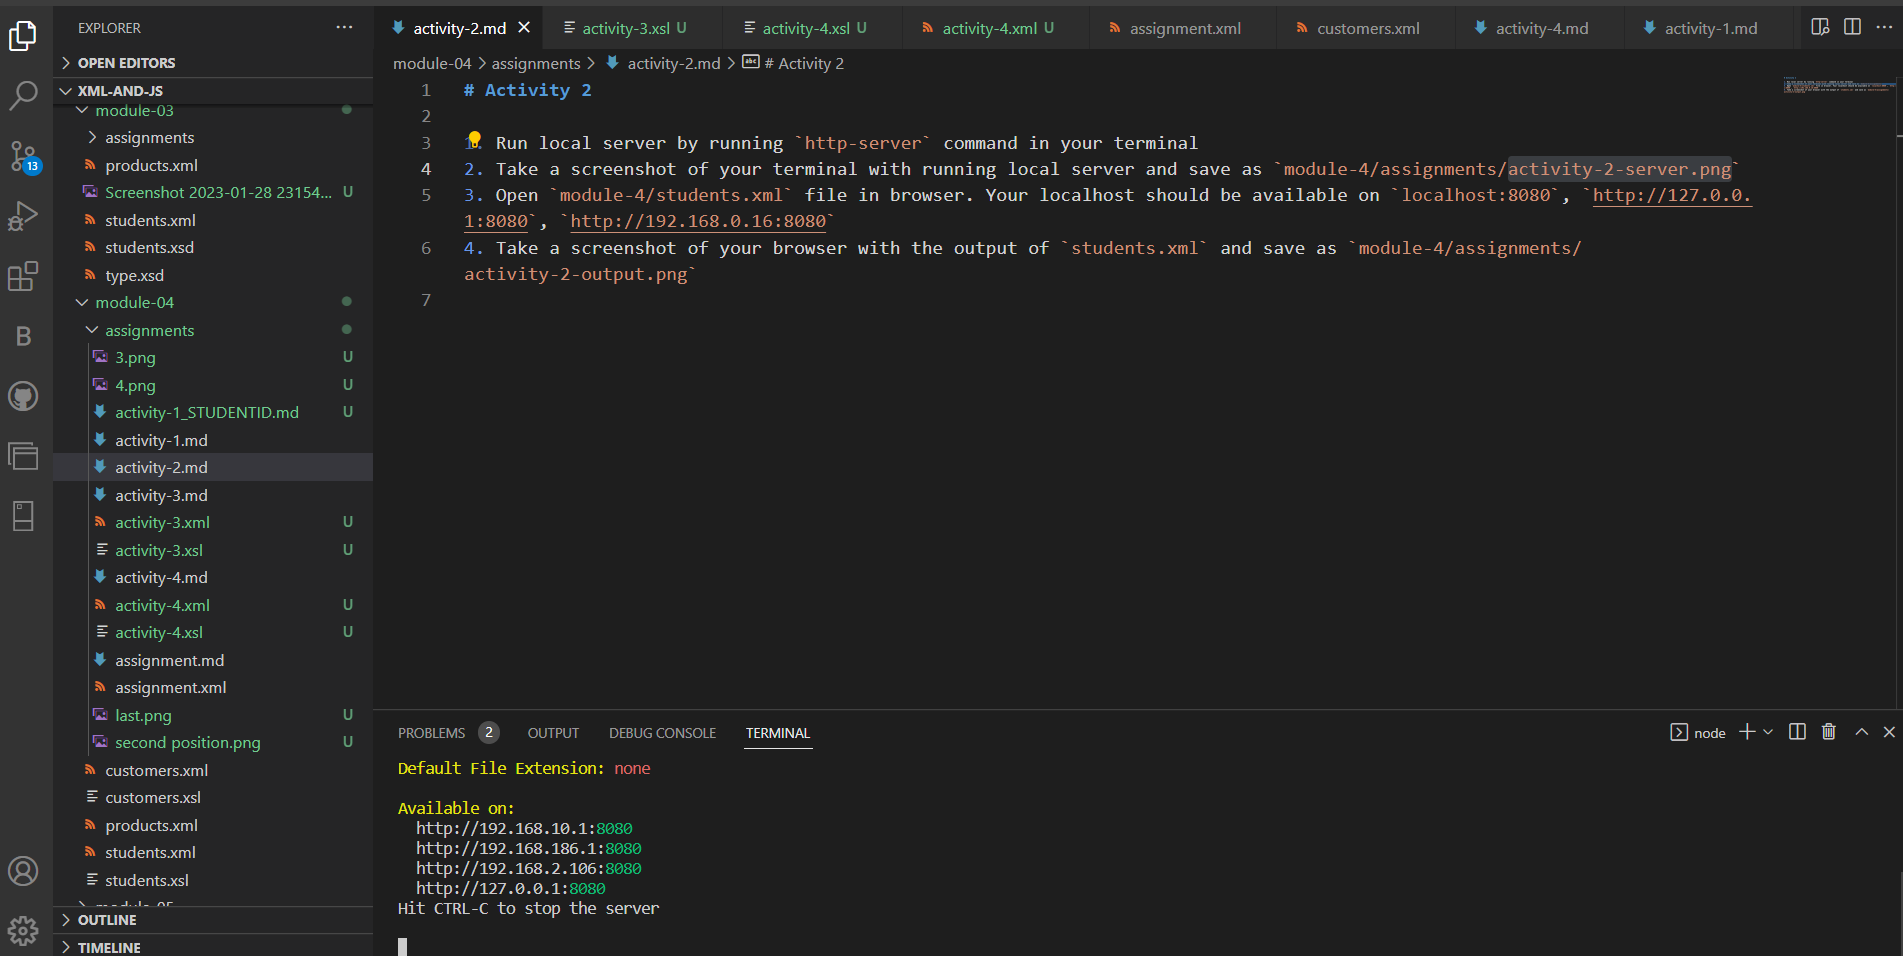 EXPLORER
OPEN EDITORS
XML-AND-JS
module-03
assignments
products.xml
Screenshot 2023-01-28 23154... U
students.xml
students.xsd
type.xsd
module-04
assignments
3.png U
4.png U
activity-1_STUDENTID.md U
activity-1.md
activity-2.md
activity-3.md
activity-3.xml U
activity-3.xsl U
activity-4.md
activity-4.xml U
activity-4.xsl U
assignment.md
assignment.xml
last.png U
second position.png U
customers.xml
customers.xsl
products.xml
students.xml
students.xsl
module-05
OUTLINE
TIMELINE
13
B
activity-2.md activity-3.xsl U activity-4.xsl U activity-4.xml U assignment.xml customers.xml activity-4.md activity-1.md
module-04 > assignments > activity-2.md > # Activity 2
1 # Activity 2
2
3 1. Run local server by running `http-server` command in your terminal
4 2. Take a screenshot of your terminal with running local server and save as `module-4/assignments/activity-2-server.png`
5 3. Open `module-4/students.xml` file in browser. Your localhost should be available on `localhost:8080`, `http://127.0.0.
1:8080`, `http://192.168.0.16:8080`
6 4. Take a screenshot of your browser with the output of `students.xml` and save as `module-4/assignments/
activity-2-output.png`
7
PROBLEMS 2 OUTPUT DEBUG CONSOLE TERMINAL node
Default File Extension: none
Available on:
http://192.168.10.1:8080
http://192.168.186.1:8080
http://192.168.2.106:8080
http://127.0.0.1:8080
Hit CTRL-C to stop the server